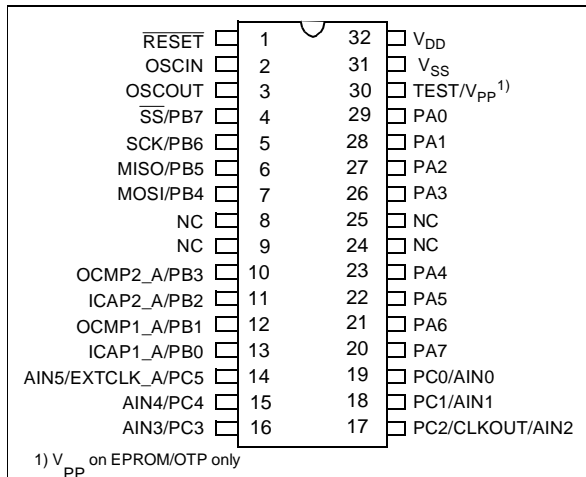 RESET 1 32 VDD
OSCIN 2 31 VSS
OSCOUT 3 30 TEST/VPP1)
SS/PB7 4 29 PA0
SCK/PB6 5 28 PA1
MISO/PB5 6 27 PA2
MOSI/PB4 7 26 PA3
NC 8 25 NC
NC 9 24 NC
OCMP2_A/PB3 10 23 PA4
ICAP2_A/PB2 11 22 PA5
OCMP1_A/PB1 12 21 PA6
ICAP1_A/PB0 13 20 PA7
AIN5/EXTCLK_A/PC5 14 19 PC0/AIN0
AIN4/PC4 15 18 PC1/AIN1
AIN3/PC3 16 17 PC2/CLKOUT/AIN2
1) VPP on EPROM/OTP only